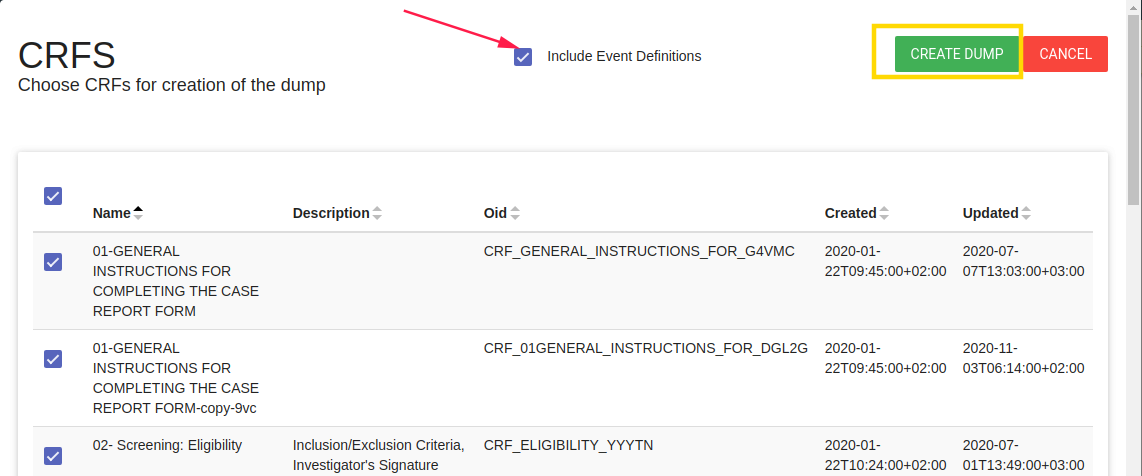 CRFS
Choose CRFs for creation of the dump
Include Event Definitions
CREATE DUMP
CANCEL
Name Description Oid Created Updated
01-GENERAL INSTRUCTIONS FOR COMPLETING THE CASE REPORT FORM CRF_GENERAL_INSTRUCTIONS_FOR_G4VMC 2020-01-22T09:45:00+02:00 2020-07-07T13:03:00+03:00
01-GENERAL INSTRUCTIONS FOR COMPLETING THE CASE REPORT FORM-copy-9vc CRF_01GENERAL_INSTRUCTIONS_FOR_DGL2G 2020-01-22T09:45:00+02:00 2020-11-03T06:14:00+02:00
02- Screening: Eligibility Inclusion/Exclusion Criteria, Investigator's Signature CRF_ELIGIBILITY_YYYTN 2020-01-22T10:24:00+02:00 2020-07-01T13:49:00+03:00